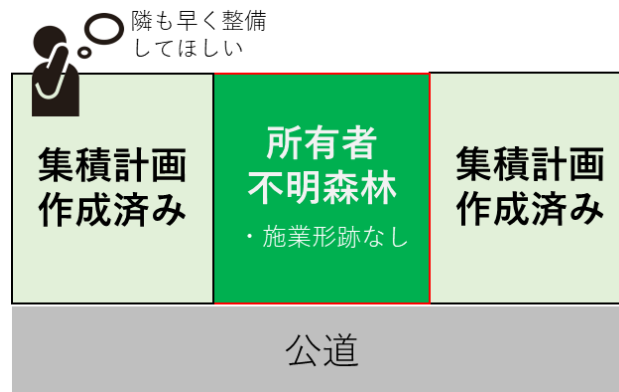 隣も早く整備
してほしい
集積計画
作成済み
所有者
不明森林
・施業形跡なし
集積計画
作成済み
公道